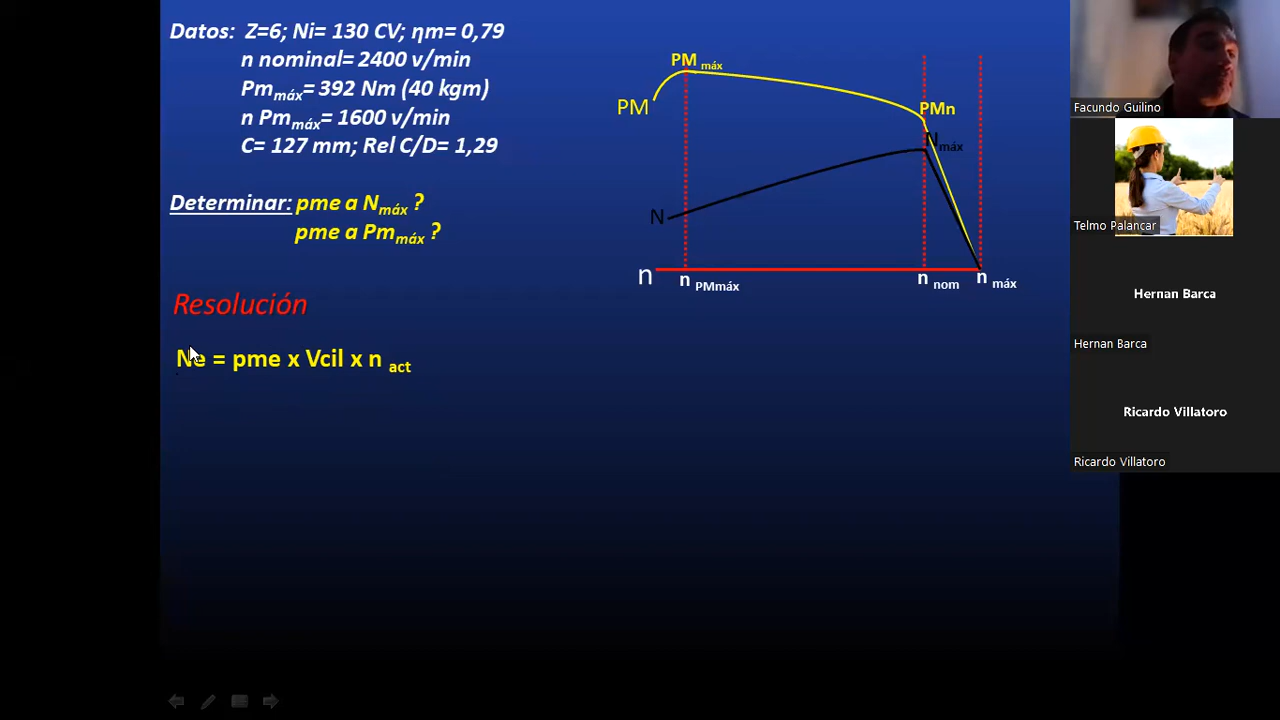 Datos: Z=6; Ni= 130 CV; ηm= 0,79
n nominal= 2400 v/min
Pmmáx= 392 Nm (40 kgm)
n Pmmáx= 1600 v/min
C= 127 mm; Rel C/D= 1,29
Determinar: pme a Nmáx ?
pme a Pmmáx ?
Resolución
Ne = pme x Vcil x n act
PM máx
PM
PMn
Nmáx
N
n
n PMmáx
n nom
n máx
Facundo Guilino
Telmo Palancar
Hernan Barca
Hernan Barca
Ricardo Villatoro
Ricardo Villatoro